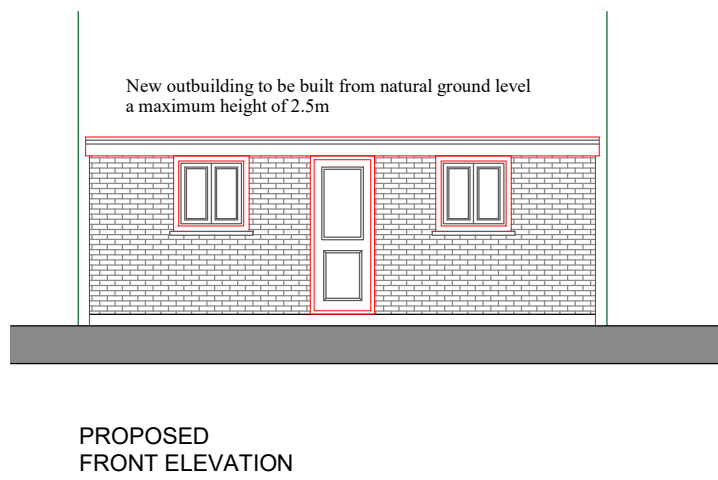 New outbuilding to be built from natural ground level
a maximum height of 2.5m
PROPOSED
FRONT ELEVATION